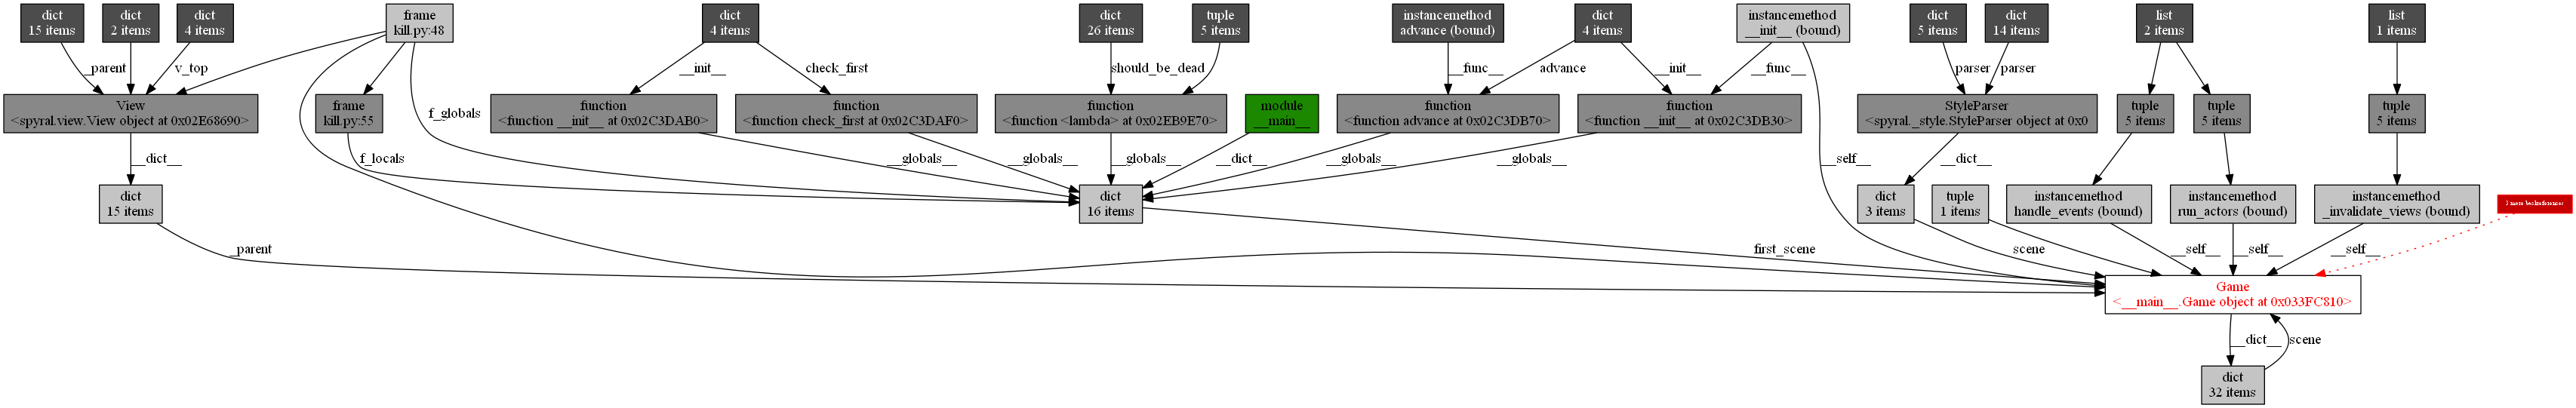 dict
15 items
dict
2 items
dict
4 items
frame
kill.py:48
dict
4 items
dict
26 items
tuple
5 items
instancemethod
advance (bound)
dict
4 items
instancemethod
__init__ (bound)
dict
5 items
dict
14 items
list
2 items
list
1 items
_parent
v_top
__init__
check_first
should_be_dead
__func__
advance
__init__
__func__
parser
parser
View
<spyral.view.View object at 0x02E68690>
frame
kill.py:55
f_globals
function
<function __init__ at 0x02C3DAB0>
function
<function check_first at 0x02C3DAF0>
function
<function <lambda> at 0x02EB9E70>
module
__main__
function
<function advance at 0x02C3DB70>
function
<function __init__ at 0x02C3DB30>
StyleParser
<spyral._style.StyleParser object at 0x0
tuple
5 items
tuple
5 items
tuple
5 items
__dict__
f_locals
__globals__
__globals__
__globals__
__dict__
__globals__
__globals__
__self__
__dict__
dict
15 items
dict
16 items
dict
3 items
tuple
1 items
instancemethod
handle_events (bound)
instancemethod
run_actors (bound)
instancemethod
_invalidate_views (bound)
more backreferences
_parent
first_scene
scene
__self__
__self__
__self__
Game
<__main__.Game object at 0x033FC810>
__dict__
scene
dict
32 items